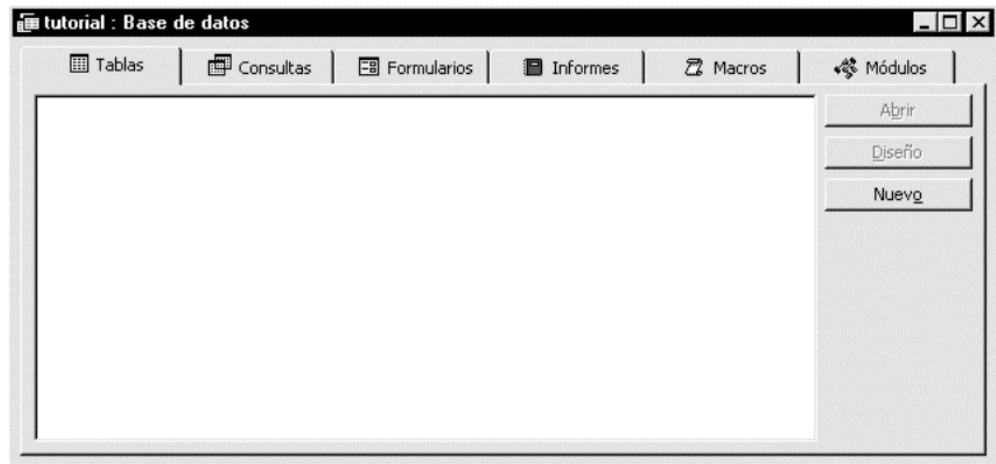 tutorial : Base de datos
Tablas Consultas Formularios Informes Macros Módulos
Abrir
Diseño
Nuevo